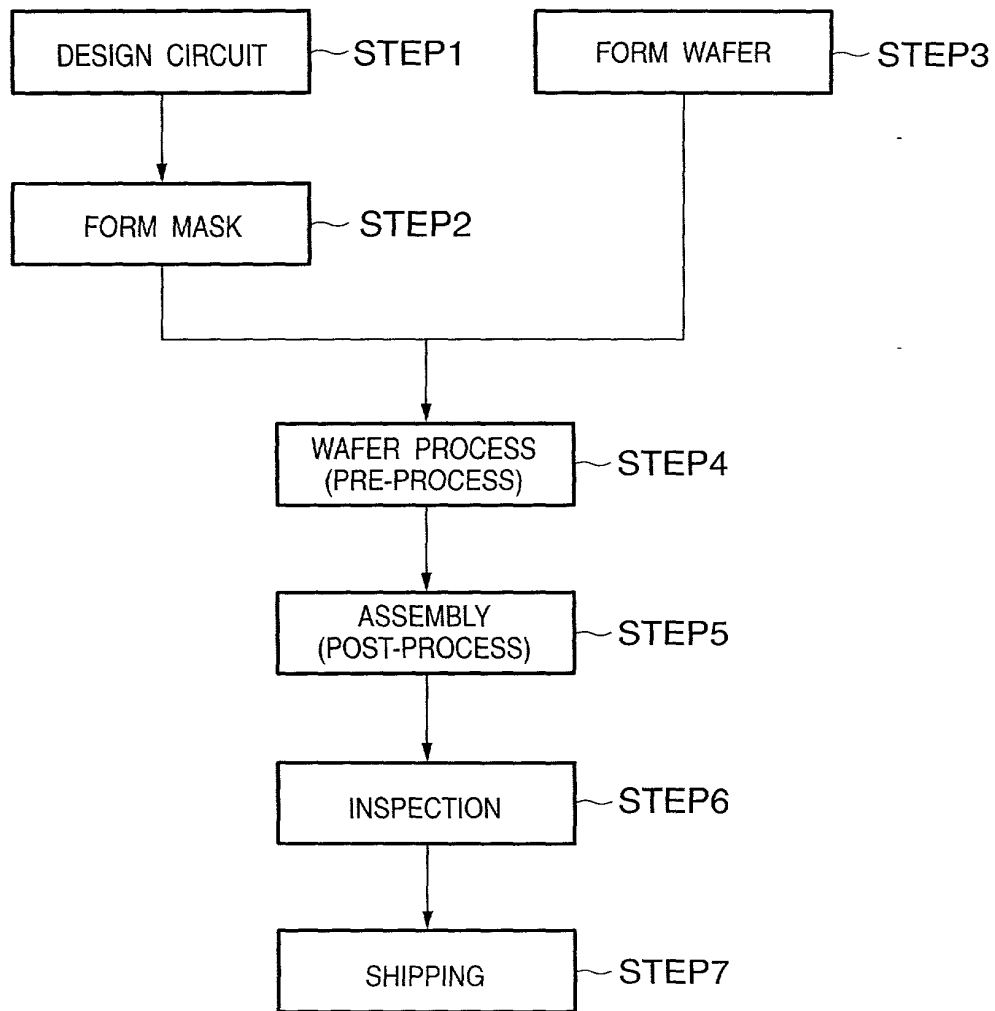 DESIGN CIRCUIT
STEP1
FORM WAFER
STEP3
FORM MASK
STEP2
WAFER PROCESS
(PRE-PROCESS)
STEP4
ASSEMBLY
(POST-PROCESS)
STEP5
INSPECTION
STEP6
SHIPPING
STEP7